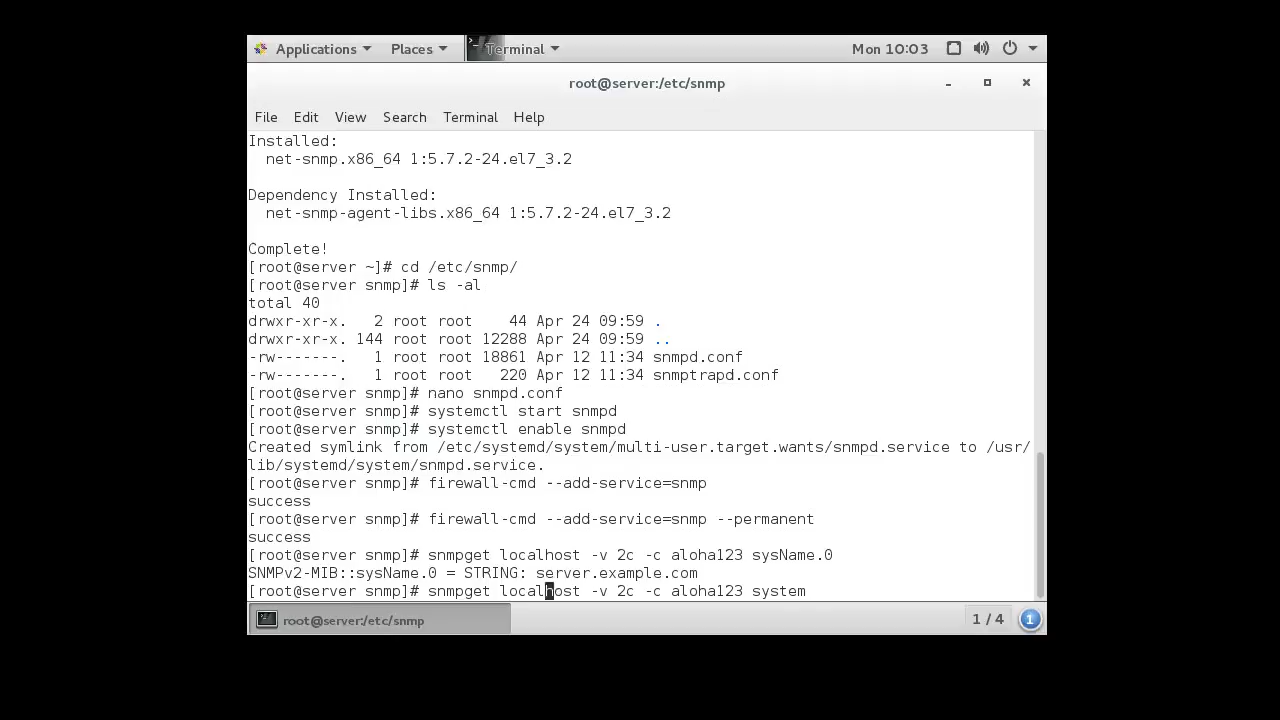 Applications Places Terminal Mon 10:03
root@server:/etc/snmp
File Edit View Search Terminal Help
Installed:
  net-snmp.x86_64 1:5.7.2-24.el7_3.2
Dependency Installed:
  net-snmp-agent-libs.x86_64 1:5.7.2-24.el7_3.2
Complete!
[root@server ~]# cd /etc/snmp/
[root@server snmp]# ls -al
total 40
drwxr-xr-x.   2 root root    44 Apr 24 09:59 .
drwxr-xr-x. 144 root root 12288 Apr 24 09:59 ..
-rw-------.   1 root root 18861 Apr 12 11:34 snmpd.conf
-rw-------.   1 root root   220 Apr 12 11:34 snmptrapd.conf
[root@server snmp]# nano snmpd.conf
[root@server snmp]# systemctl start snmpd
[root@server snmp]# systemctl enable snmpd
Created symlink from /etc/systemd/system/multi-user.target.wants/snmpd.service to /usr/
lib/systemd/system/snmpd.service.
[root@server snmp]# firewall-cmd --add-service=snmp
success
[root@server snmp]# firewall-cmd --add-service=snmp --permanent
success
[root@server snmp]# snmpget localhost -v 2c -c aloha123 sysName.0
SNMPv2-MIB::sysName.0 = STRING: server.example.com
[root@server snmp]# snmpget localhost -v 2c -c aloha123 system
root@server:/etc/snmp 1 / 4 1